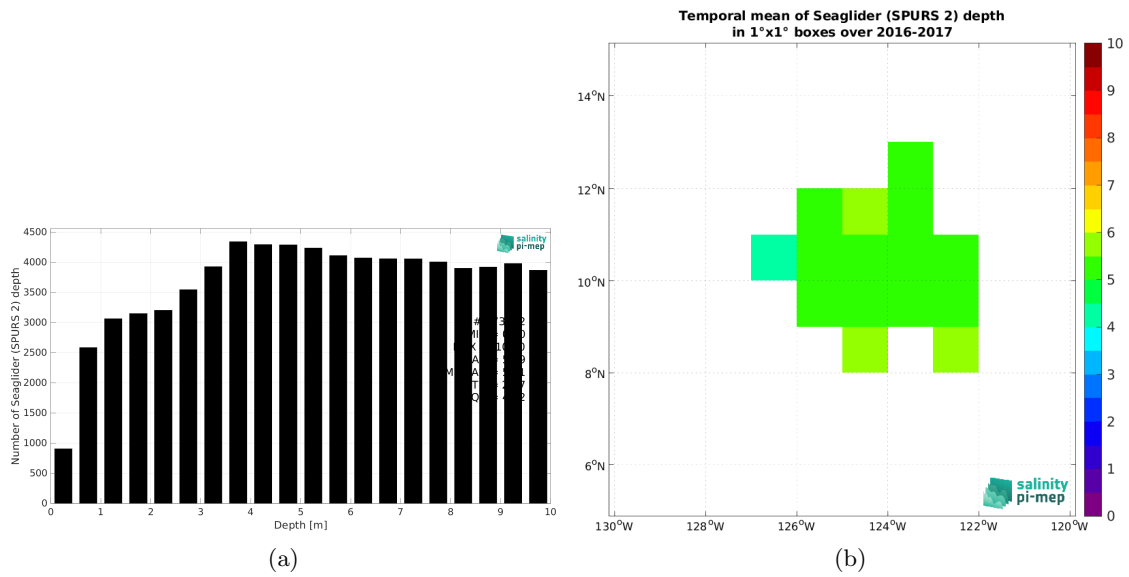 Temporal mean of Seaglider (SPURS 2) depth
in 1°x1° boxes over 2016-2017
Number of Seaglider (SPURS 2) depth
4500
4000
3500
3000
2500
2000
1500
1000
500
0
0 1 2 3 4 5 6 7 8 9 10
Depth [m]
salinity
pi-mep
(a)
14°N
12°N
10°N
8°N
6°N
130°W 128°W 126°W 124°W 122°W 120°W
10
9
8
7
6
5
4
3
2
1
0
salinity
pi-mep
(b)